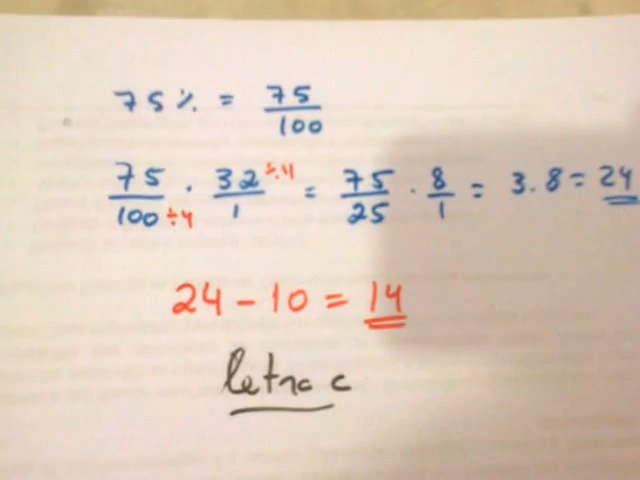 75% = 75/100
75/100 ÷4 · 32/1 ÷4 = 75/25 · 8/1 = 3.8 = 24
24 - 10 = 14
letra c